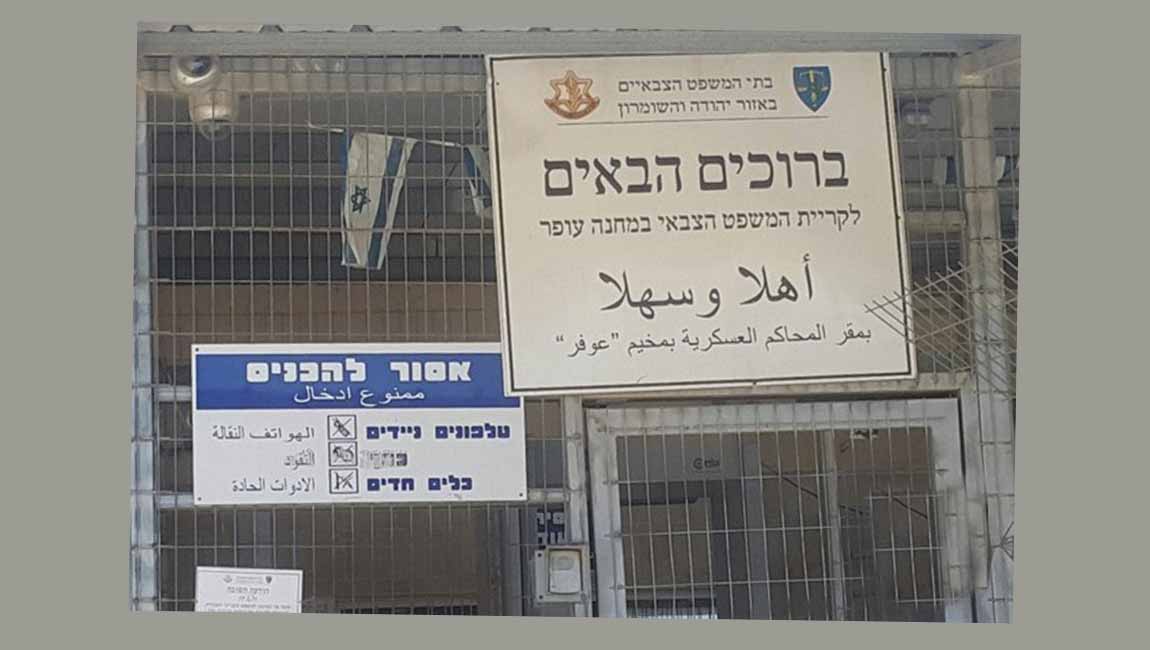 בתי המשפט הצבאיים
באזור יהודה והשומרון
ברוכים הבאים
לקריית המשפט הצבאי במחנה עופר
أهلا وسهلا
بمقر المحاكم العسكرية بمخيم "عوفر"
אסור להכניס
ممنوع ادخال
טלפונים ניידים الهواتف النقالة
النقود
כלים חדים الادوات الحادة